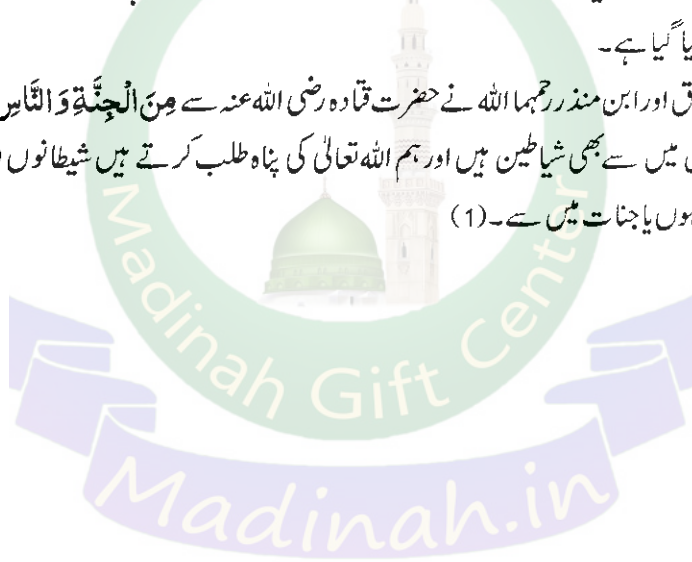 یا گیا ہے۔
ق اور ابن منذر رحمہما اللہ نے حضرت قتادہ رضی اللہ عنہ سے مِنَ الْجِنَّةِ وَ النَّاسِ
میں سے بھی شیاطین ہیں اور ہم اللہ تعالیٰ کی پناہ طلب کرتے ہیں شیطانوں
ہوں یا جنات میں سے۔(1)
Madinah Gift Center
Madinah.in